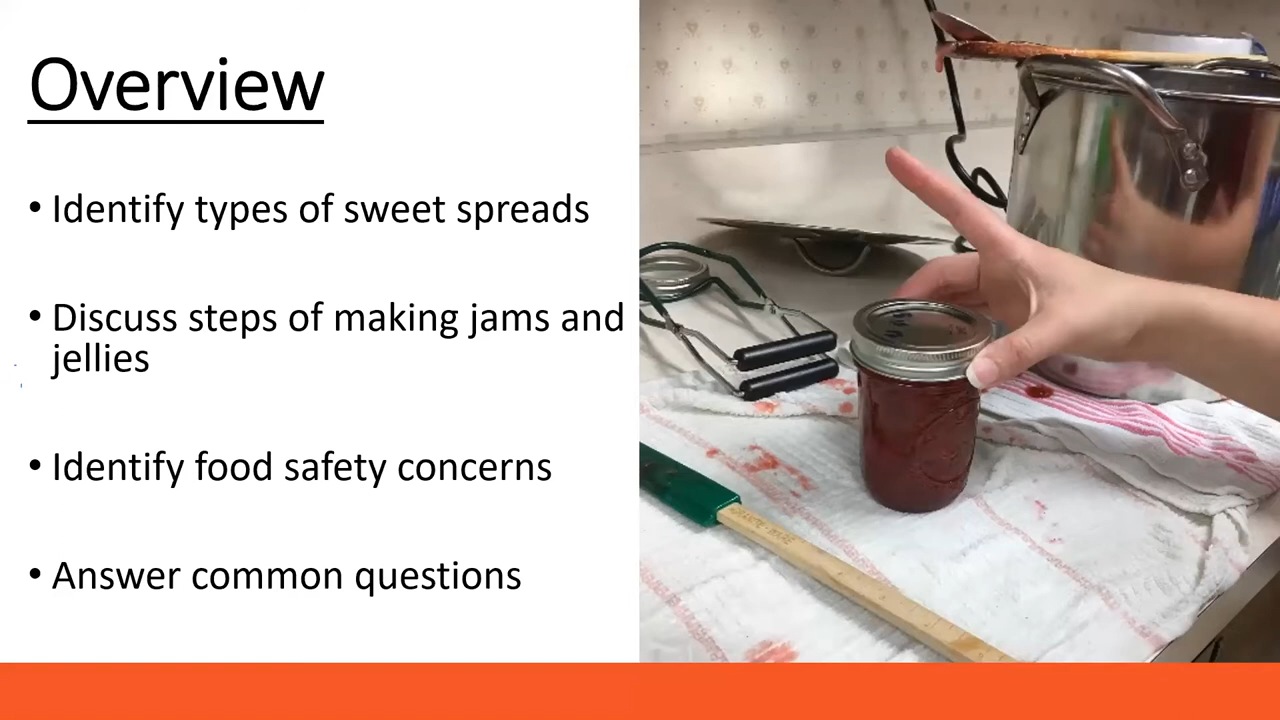 Overview
• Identify types of sweet spreads
• Discuss steps of making jams and
jellies
• Identify food safety concerns
• Answer common questions